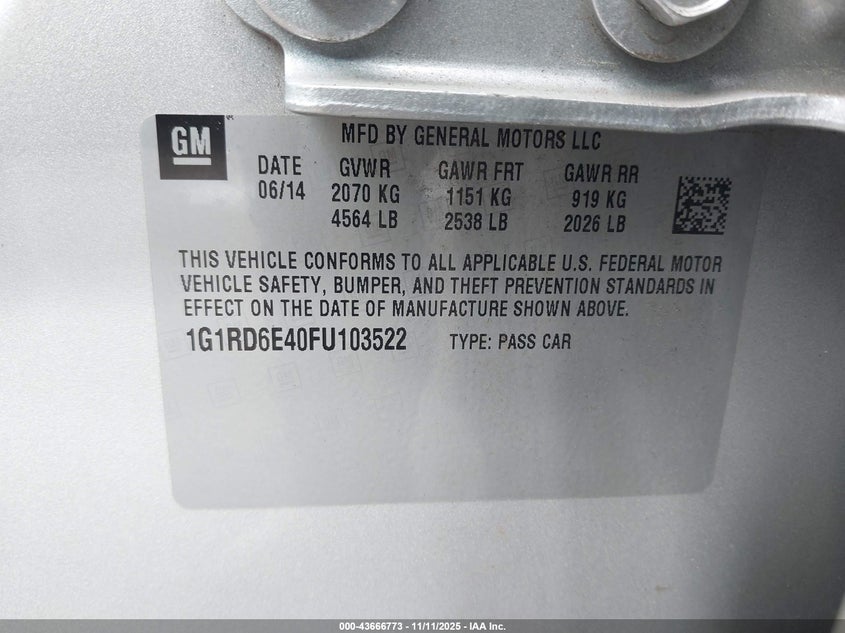 GM
MFD BY GENERAL MOTORS LLC
DATE GVWR GAWR FRT GAWR RR
06/14 2070 KG 1151 KG 919 KG
4564 LB 2538 LB 2026 LB
THIS VEHICLE CONFORMS TO ALL APPLICABLE U.S. FEDERAL MOTOR
VEHICLE SAFETY, BUMPER, AND THEFT PREVENTION STANDARDS IN
EFFECT ON THE DATE OF MANUFACTURE SHOWN ABOVE.
1G1RD6E40FU103522 TYPE: PASS CAR
000-43666773 - 11/11/2025 - IAA Inc.